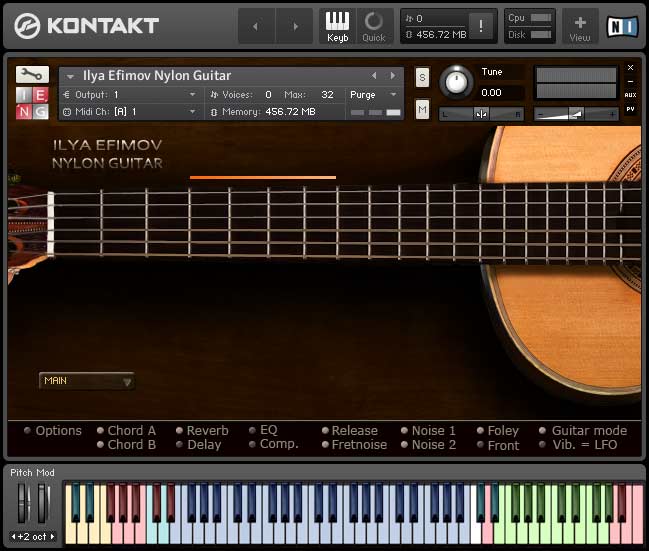 KONTAKT
Keyb
Quick
0
456.72 MB
!
Cpu
Disk
View
NI
Ilya Efimov Nylon Guitar
Output: 1
Voices: 0 Max: 32
Purge
Midi Ch: [A] 1
Memory: 456.72 MB
S
M
Tune
0.00
L R
AUX
PV
I E
N G
ILYA EFIMOV
NYLON GUITAR
MAIN
Options
Chord A
Chord B
Reverb
Delay
EQ
Comp.
Release
Fretnoise
Noise 1
Noise 2
Foley
Front
Guitar mode
Vib. = LFO
Pitch Mod
+2 oct